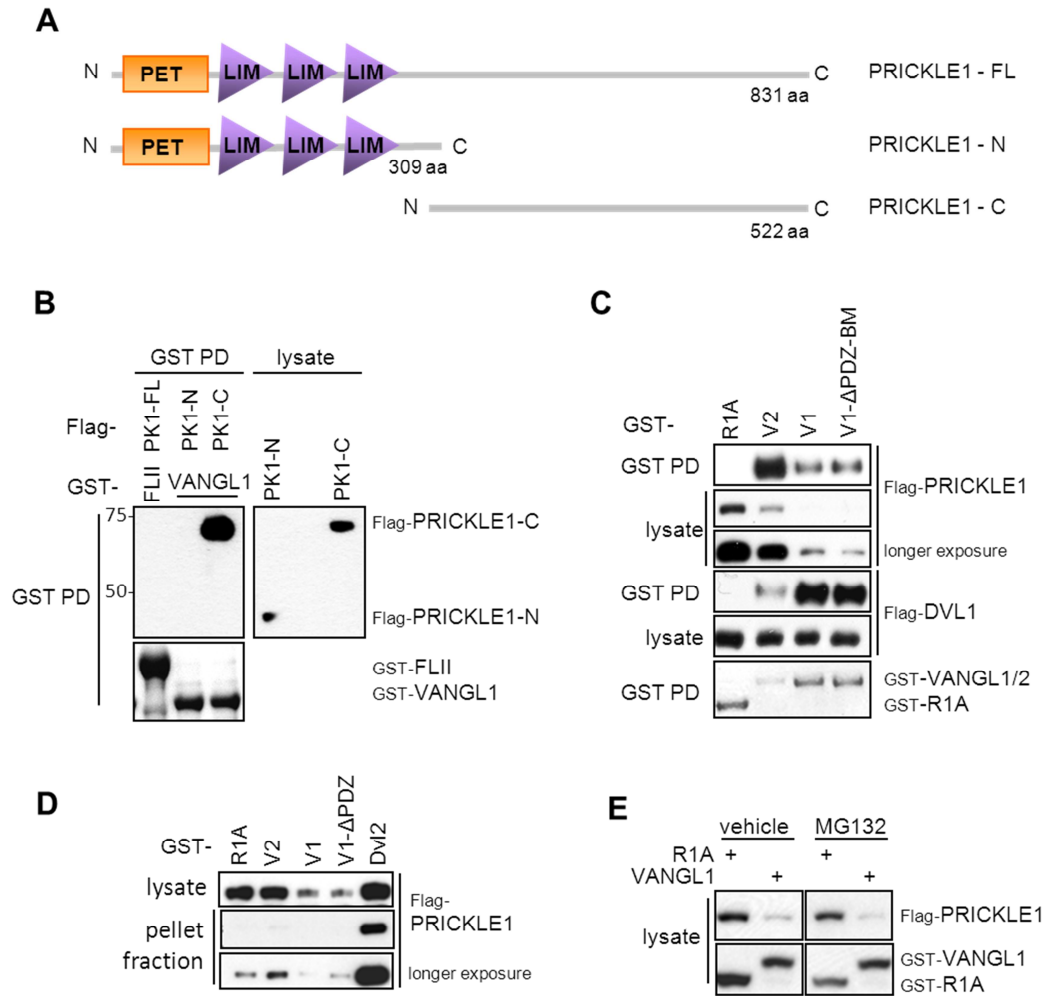 A
N PET LIM LIM LIM C PRICKLE1 - FL
831 aa
N PET LIM LIM LIM C PRICKLE1 - N
309 aa
N C PRICKLE1 - C
522 aa
B
GST PD lysate
Flag- PK1-FL PK1-N PK1-C
GST- FLII VANGL1 PK1-N PK1-C
75-
Flag-PRICKLE1-C
50-
GST PD
Flag-PRICKLE1-N
GST-FLII
GST-VANGL1
C
GST- R1A V2 V1 V1-ΔPDZ-BM
GST PD
Flag-PRICKLE1
lysate
longer exposure
GST PD
Flag-DVL1
lysate
GST PD GST-VANGL1/2
GST-R1A
D
GST- R1A V2 V1 V1-ΔPDZ Dvl2
lysate
Flag-
PRICKLE1
pellet
fraction
longer exposure
E
vehicle MG132
R1A + +
VANGL1 + +
Flag-PRICKLE1
lysate
GST-VANGL1
GST-R1A